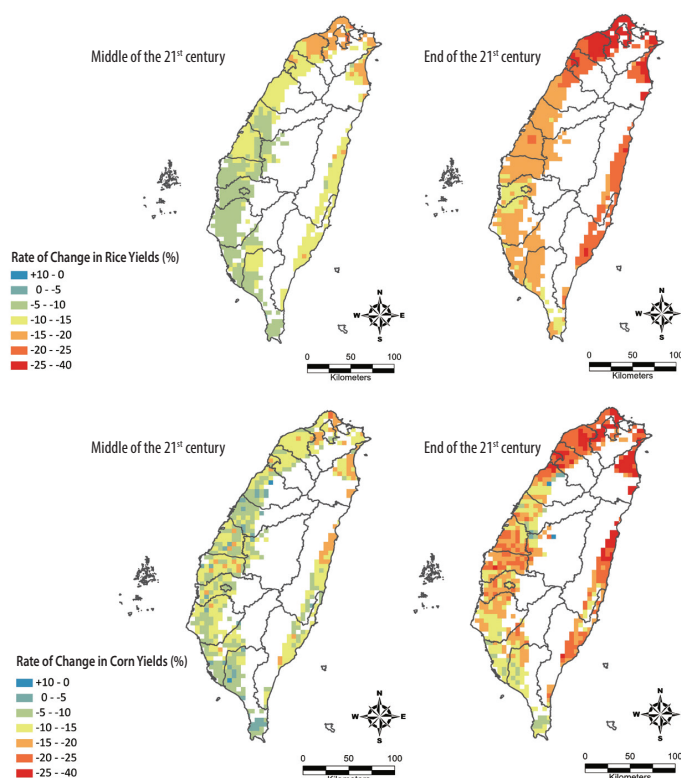 Middle of the 21st century
End of the 21st century
Rate of Change in Rice Yields (%)
+10 - 0
0 - -5
-5 - -10
-10 - -15
-15 - -20
-20 - -25
-25 - -40
N
W E
S
0 50 100
Kilometers
N
W E
S
0 50 100
Kilometers
Middle of the 21st century
End of the 21st century
Rate of Change in Corn Yields (%)
+10 - 0
0 - -5
-5 - -10
-10 - -15
-15 - -20
-20 - -25
-25 - -40
N
W E
S
0 50 100
Kilometers
N
W E
S
0 50 100
Kilometers